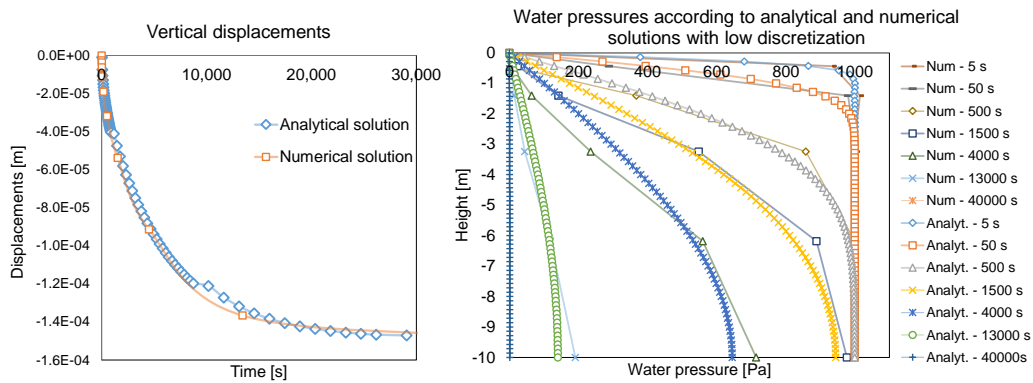 Vertical displacements
0.0E+00
-2.0E-05
-4.0E-05
-6.0E-05
-8.0E-05
-1.0E-04
-1.2E-04
-1.4E-04
-1.6E-04
0
10,000
20,000
30,000
Displacements [m]
Time [s]
Analytical solution
Numerical solution
Water pressures according to analytical and numerical
solutions with low discretization
0
-1
-2
-3
-4
-5
-6
-7
-8
-9
-10
0
200
400
600
800
1000
Height [m]
Water pressure [Pa]
Num - 5 s
Num - 50 s
Num - 500 s
Num - 1500 s
Num - 4000 s
Num - 13000 s
Num - 40000 s
Analyt. - 5 s
Analyt. - 50 s
Analyt. - 500 s
Analyt. - 1500 s
Analyt. - 4000 s
Analyt. - 13000 s
Analyt. - 40000s